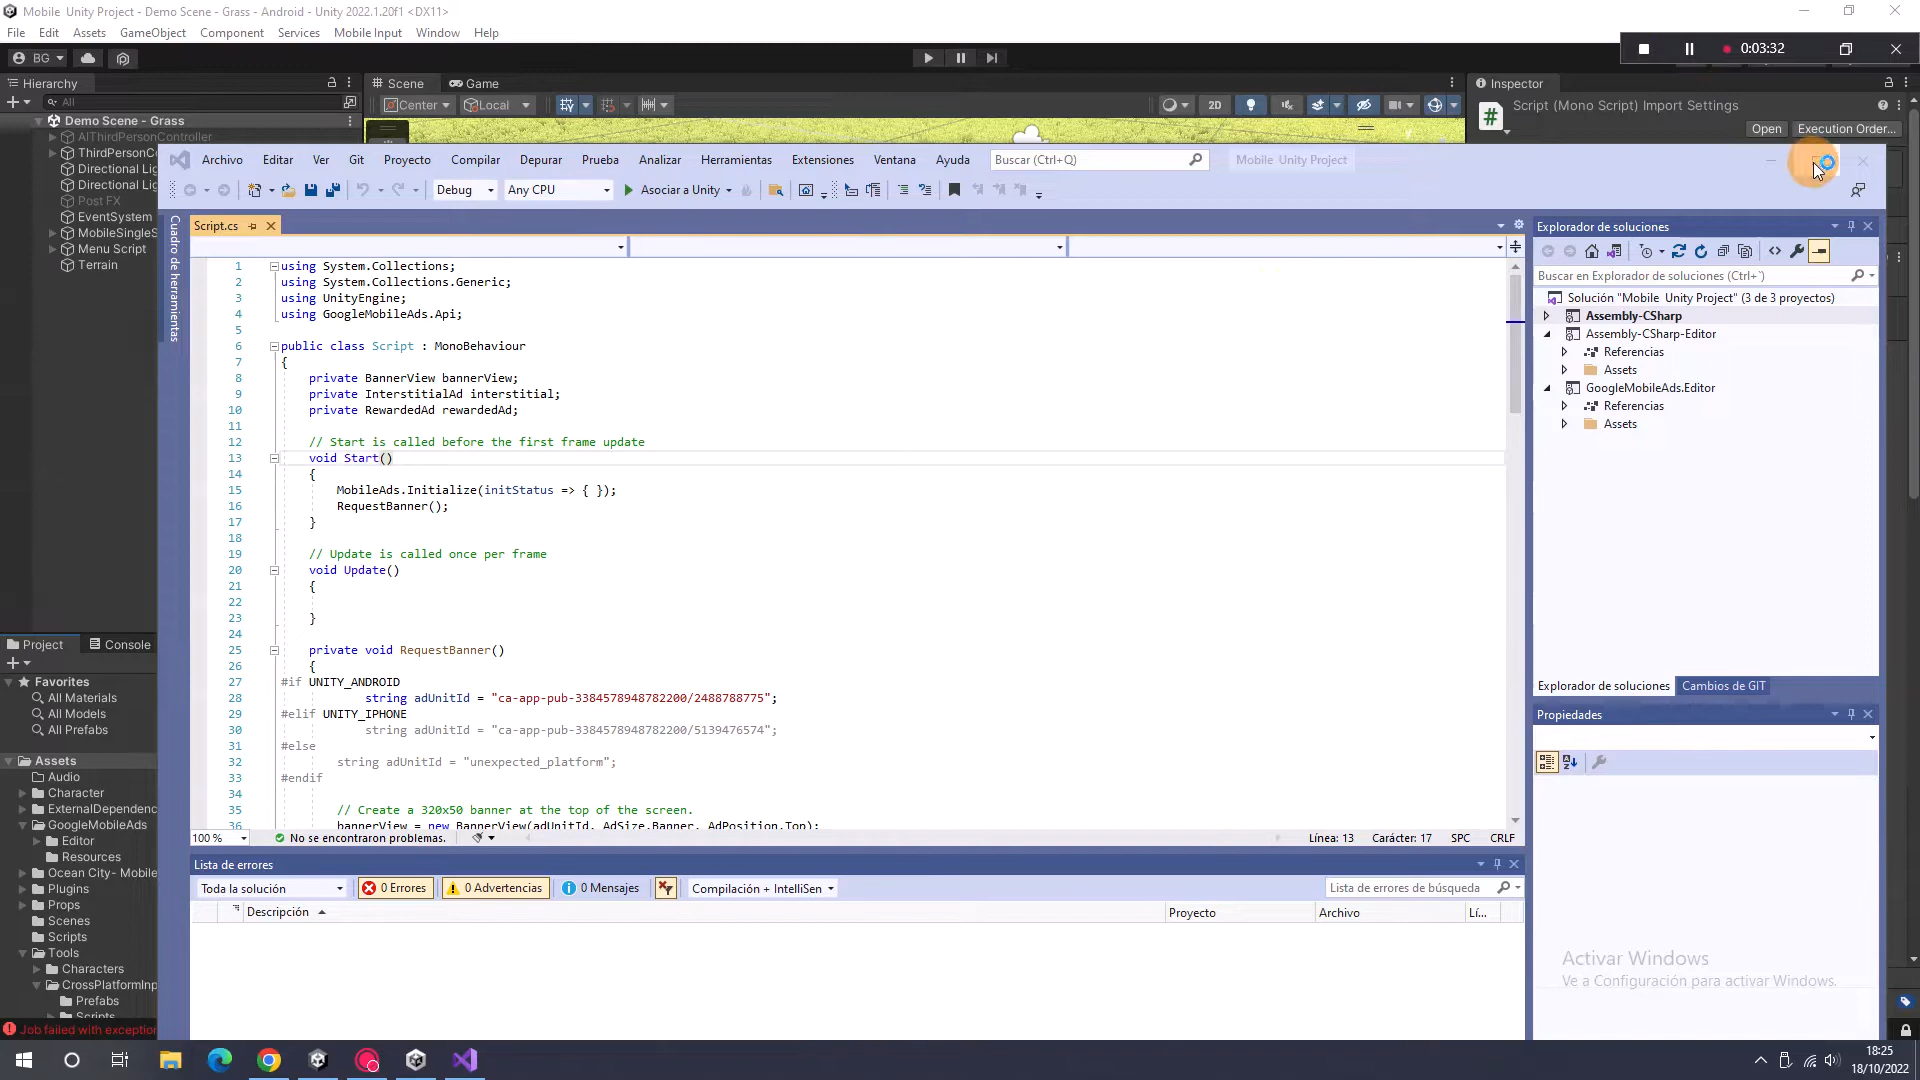 Mobile  Unity Project - Demo Scene - Grass - Android - Unity 2022.1.20f1 <DX11>
File Edit Assets GameObject Component Services Mobile Input Window Help
BG
0:03:32
Hierarchy
Scene Game
Inspector
All
Center Local
2D
Script (Mono Script) Import Settings
Open Execution Order...
Demo Scene - Grass
AIThirdPersonController
ThirdPersonCo
Directional Lig
Directional Lig
Post FX
EventSystem
MobileSingleS
Menu Script
Terrain
Archivo Editar Ver Git Proyecto Compilar Depurar Prueba Analizar Herramientas Extensiones Ventana Ayuda Buscar (Ctrl+Q) Mobile  Unity Project
Debug Any CPU Asociar a Unity
Cuadro de herramientas
Script.cs
1 using System.Collections;
2 using System.Collections.Generic;
3 using UnityEngine;
4 using GoogleMobileAds.Api;
5
6 public class Script : MonoBehaviour
7 {
8 private BannerView bannerView;
9 private InterstitialAd interstitial;
10 private RewardedAd rewardedAd;
11
12 // Start is called before the first frame update
13 void Start()
14 {
15 MobileAds.Initialize(initStatus => { });
16 RequestBanner();
17 }
18
19 // Update is called once per frame
20 void Update()
21 {
22
23 }
24
25 private void RequestBanner()
26 {
27 #if UNITY_ANDROID
28 string adUnitId = "ca-app-pub-3384578948782200/2488788775";
29 #elif UNITY_IPHONE
30 string adUnitId = "ca-app-pub-3384578948782200/5139476574";
31 #else
32 string adUnitId = "unexpected_platform";
33 #endif
34
35 // Create a 320x50 banner at the top of the screen.
36 bannerView = new BannerView(adUnitId, AdSize.Banner, AdPosition.Top);
100 % No se encontraron problemas. Línea: 13 Carácter: 17 SPC CRLF
Explorador de soluciones
Buscar en Explorador de soluciones (Ctrl+`)
Solución "Mobile  Unity Project" (3 de 3 proyectos)
Assembly-CSharp
Assembly-CSharp-Editor
Referencias
Assets
GoogleMobileAds.Editor
Referencias
Assets
Explorador de soluciones Cambios de GIT
Propiedades
Lista de errores
Toda la solución 0 Errores 0 Advertencias 0 Mensajes Compilación + IntelliSen Lista de errores de búsqueda
Descripción Proyecto Archivo Lí...
Project Console
Favorites
All Materials
All Models
All Prefabs
Assets
Audio
Character
ExternalDependenc
GoogleMobileAds
Editor
Resources
Ocean City- Mobile
Plugins
Props
Scenes
Scripts
Tools
Characters
CrossPlatformInp
Prefabs
Scripts
Job failed with exception
Activar Windows
Ve a Configuración para activar Windows.
18:25
18/10/2022